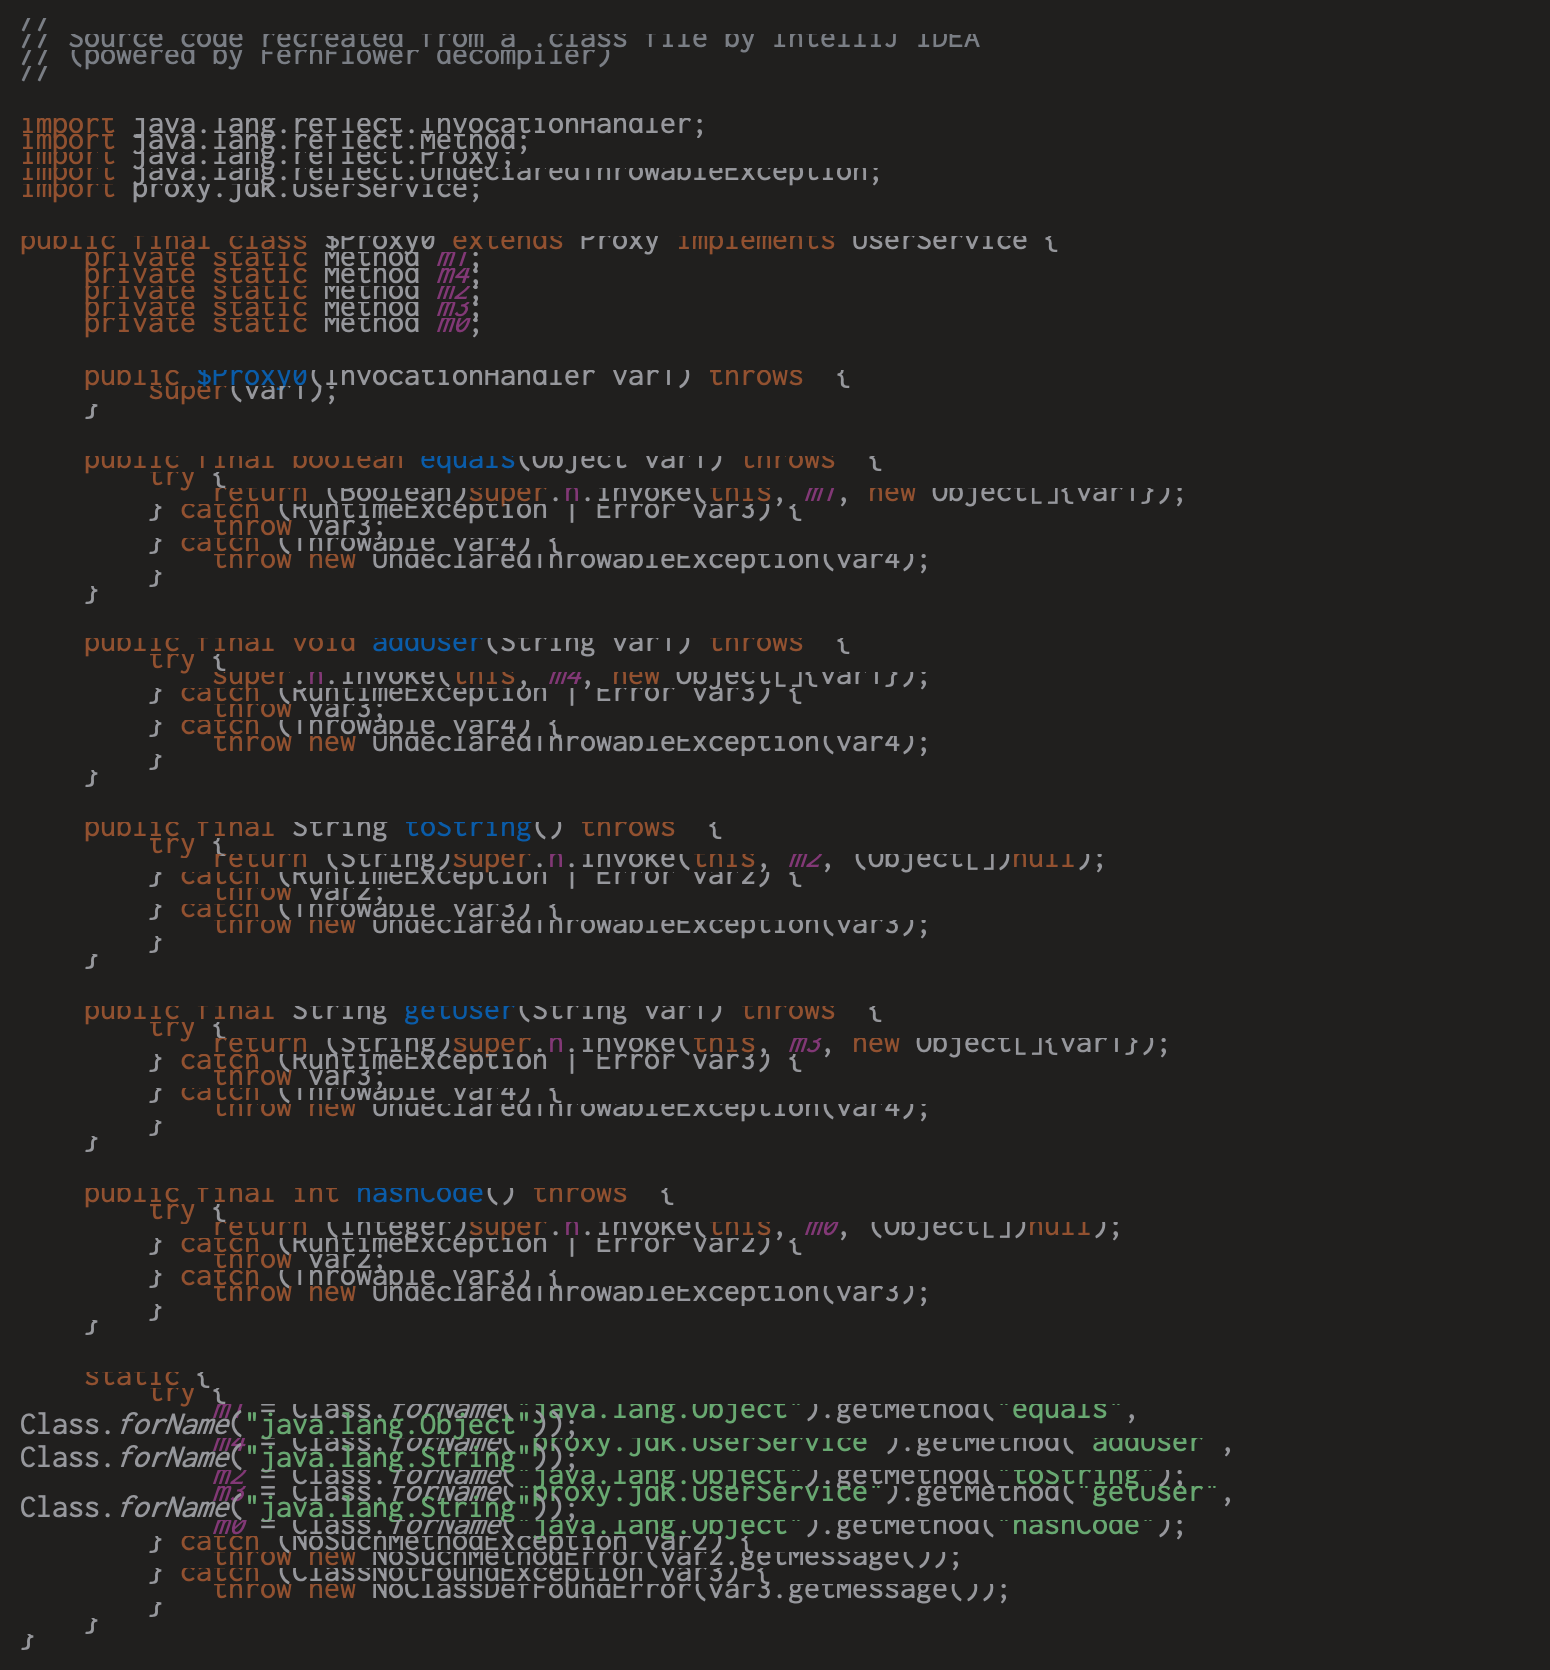 //
// Source code recreated from a .class file by IntelliJ IDEA
// (powered by FernFlower decompiler)
//
import java.lang.reflect.InvocationHandler;
import java.lang.reflect.Method;
import java.lang.reflect.Proxy;
import java.lang.reflect.UndeclaredThrowableException;
import proxy.jdk.UserService;
public final class $Proxy0 extends Proxy implements UserService {
    private static Method m1;
    private static Method m4;
    private static Method m2;
    private static Method m3;
    private static Method m0;
    public $Proxy0(InvocationHandler var1) throws  {
        super(var1);
    }
    public final boolean equals(Object var1) throws  {
        try {
            return (Boolean)super.h.invoke(this, m1, new Object[]{var1});
        } catch (RuntimeException | Error var3) {
            throw var3;
        } catch (Throwable var4) {
            throw new UndeclaredThrowableException(var4);
        }
    }
    public final void addUser(String var1) throws  {
        try {
            super.h.invoke(this, m4, new Object[]{var1});
        } catch (RuntimeException | Error var3) {
            throw var3;
        } catch (Throwable var4) {
            throw new UndeclaredThrowableException(var4);
        }
    }
    public final String toString() throws  {
        try {
            return (String)super.h.invoke(this, m2, (Object[])null);
        } catch (RuntimeException | Error var2) {
            throw var2;
        } catch (Throwable var3) {
            throw new UndeclaredThrowableException(var3);
        }
    }
    public final String getUser(String var1) throws  {
        try {
            return (String)super.h.invoke(this, m3, new Object[]{var1});
        } catch (RuntimeException | Error var3) {
            throw var3;
        } catch (Throwable var4) {
            throw new UndeclaredThrowableException(var4);
        }
    }
    public final int hashCode() throws  {
        try {
            return (Integer)super.h.invoke(this, m0, (Object[])null);
        } catch (RuntimeException | Error var2) {
            throw var2;
        } catch (Throwable var3) {
            throw new UndeclaredThrowableException(var3);
        }
    }
    static {
        try {
            m1 = Class.forName("java.lang.Object").getMethod("equals",
Class.forName("java.lang.Object"));
            m4 = Class.forName("proxy.jdk.UserService").getMethod("addUser",
Class.forName("java.lang.String"));
            m2 = Class.forName("java.lang.Object").getMethod("toString");
            m3 = Class.forName("proxy.jdk.UserService").getMethod("getUser",
Class.forName("java.lang.String"));
            m0 = Class.forName("java.lang.Object").getMethod("hashCode");
        } catch (NoSuchMethodException var2) {
            throw new NoSuchMethodError(var2.getMessage());
        } catch (ClassNotFoundException var3) {
            throw new NoClassDefFoundError(var3.getMessage());
        }
    }
}